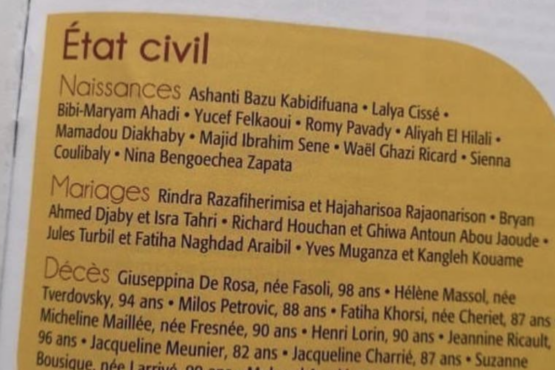 État civil
Naissances Ashanti Bazu Kabidifuana • Lalya Cissé •
Bibi-Maryam Ahadi • Yucef Felkaoui • Romy Pavady • Aliyah El Hilali •
Mamadou Diakhaby • Majid Ibrahim Sene • Waël Ghazi Ricard • Sienna
Coulibaly • Nina Bengoechea Zapata
Mariages Rindra Razafiherimisa et Hajaharisoa Rajaonarison • Bryan
Ahmed Djaby et Isra Tahri • Richard Houchan et Ghiwa Antoun Abou Jaoude •
Jules Turbil et Fatiha Naghdad Araibil • Yves Muganza et Kangleh Kouame
Décès Giuseppina De Rosa, née Fasoli, 98 ans • Hélène Massol, née
Tverdovsky, 94 ans • Milos Petrovic, 88 ans • Fatiha Khorsi, née Cheriet, 87 ans
Micheline Maillée, née Fresnée, 90 ans • Henri Lorin, 90 ans • Jeannine Ricault,
96 ans • Jacqueline Meunier, 82 ans • Jacqueline Charrié, 87 ans • Suzanne
Bousique, née